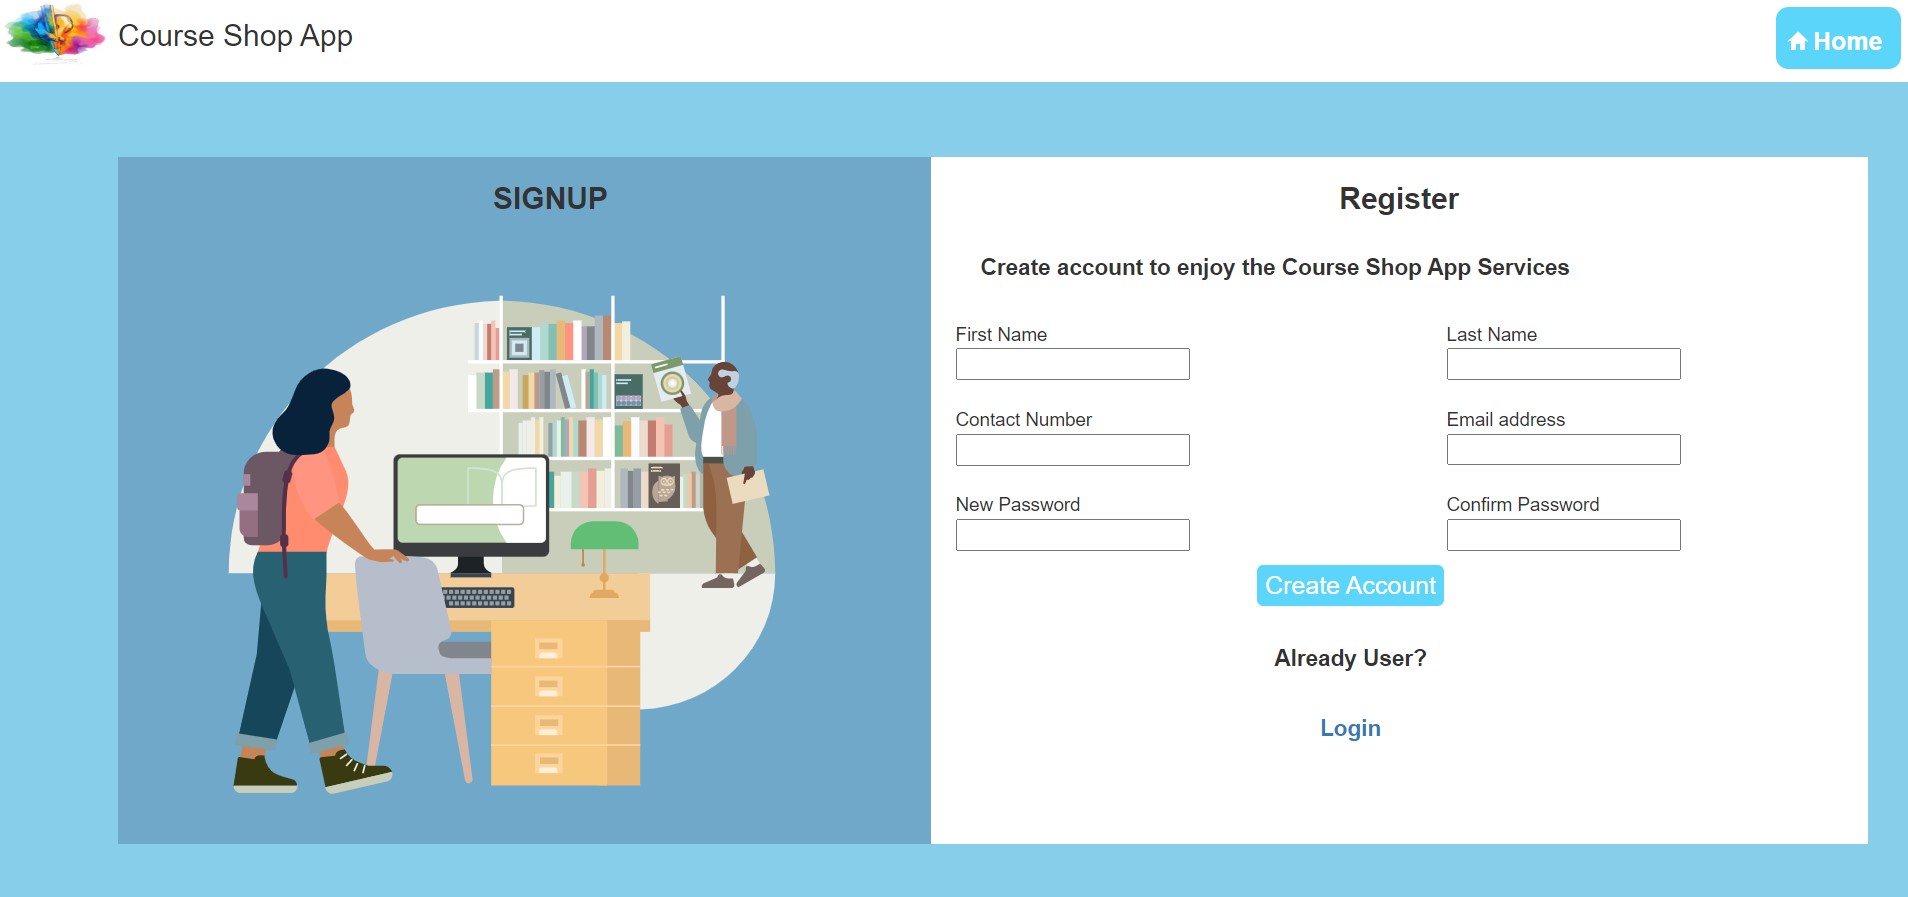 Course Shop App
Home
SIGNUP
Register
Create account to enjoy the Course Shop App Services
First Name
Last Name
Contact Number
Email address
New Password
Confirm Password
Create Account
Already User?
Login